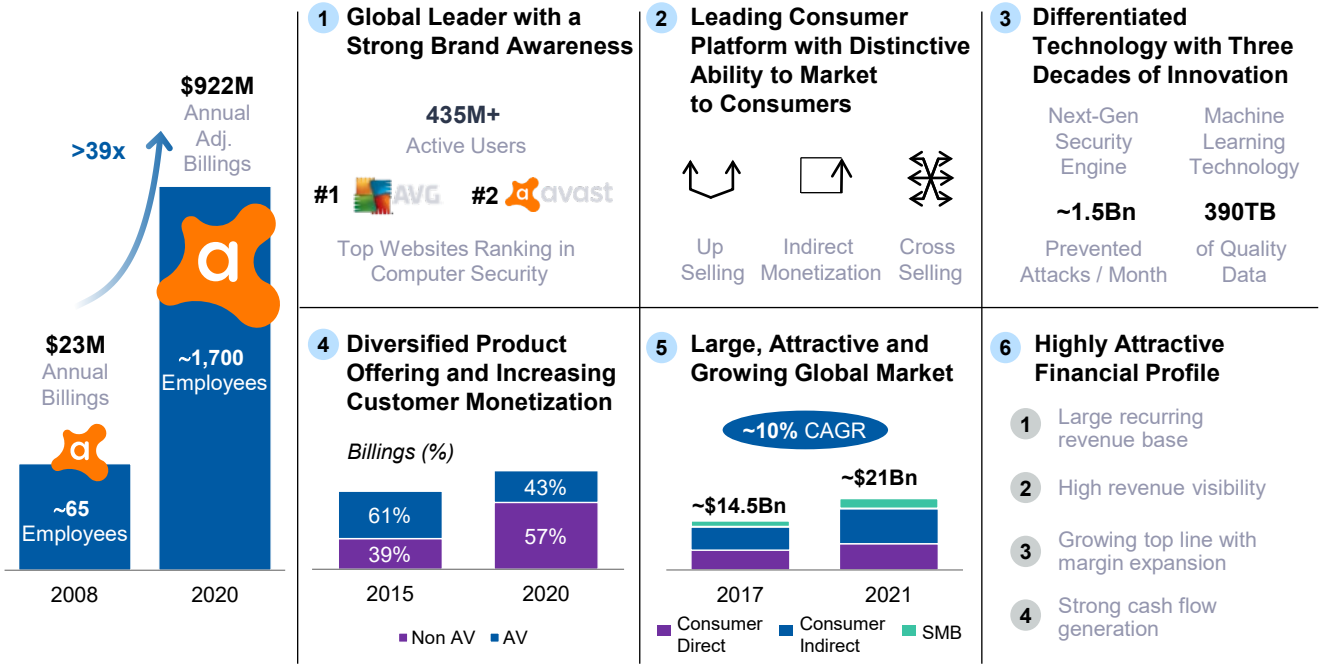 $922M
Annual
Adj.
Billings
>39x
$23M
Annual
Billings
~1,700
Employees
~65
Employees
2008
2020
1
Global Leader with a
Strong Brand Awareness
435M+
Active Users
#1 AVG #2 avast
Top Websites Ranking in
Computer Security
2
Leading Consumer
Platform with Distinctive
Ability to Market
to Consumers
Up
Selling
Indirect
Monetization
Cross
Selling
3
Differentiated
Technology with Three
Decades of Innovation
Next-Gen
Security
Engine
Machine
Learning
Technology
~1.5Bn
Prevented
Attacks / Month
390TB
of Quality
Data
4
Diversified Product
Offering and Increasing
Customer Monetization
Billings (%)
61%
39%
43%
57%
2015
2020
Non AV
AV
5
Large, Attractive and
Growing Global Market
~10% CAGR
~$14.5Bn
~$21Bn
2017
2021
Consumer
Direct
Consumer
Indirect
SMB
6
Highly Attractive
Financial Profile
1
Large recurring
revenue base
2
High revenue visibility
3
Growing top line with
margin expansion
4
Strong cash flow
generation